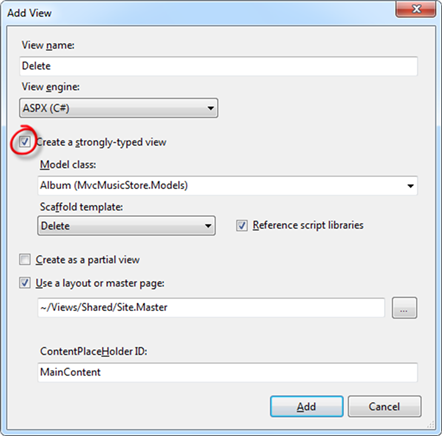 Add View
View name:
Delete
View engine:
ASPX (C#)
Create a strongly-typed view
Model class:
Album (MvcMusicStore.Models)
Scaffold template:
Delete
Reference script libraries
Create as a partial view
Use a layout or master page:
~/Views/Shared/Site.Master
...
ContentPlaceHolder ID:
MainContent
Add
Cancel